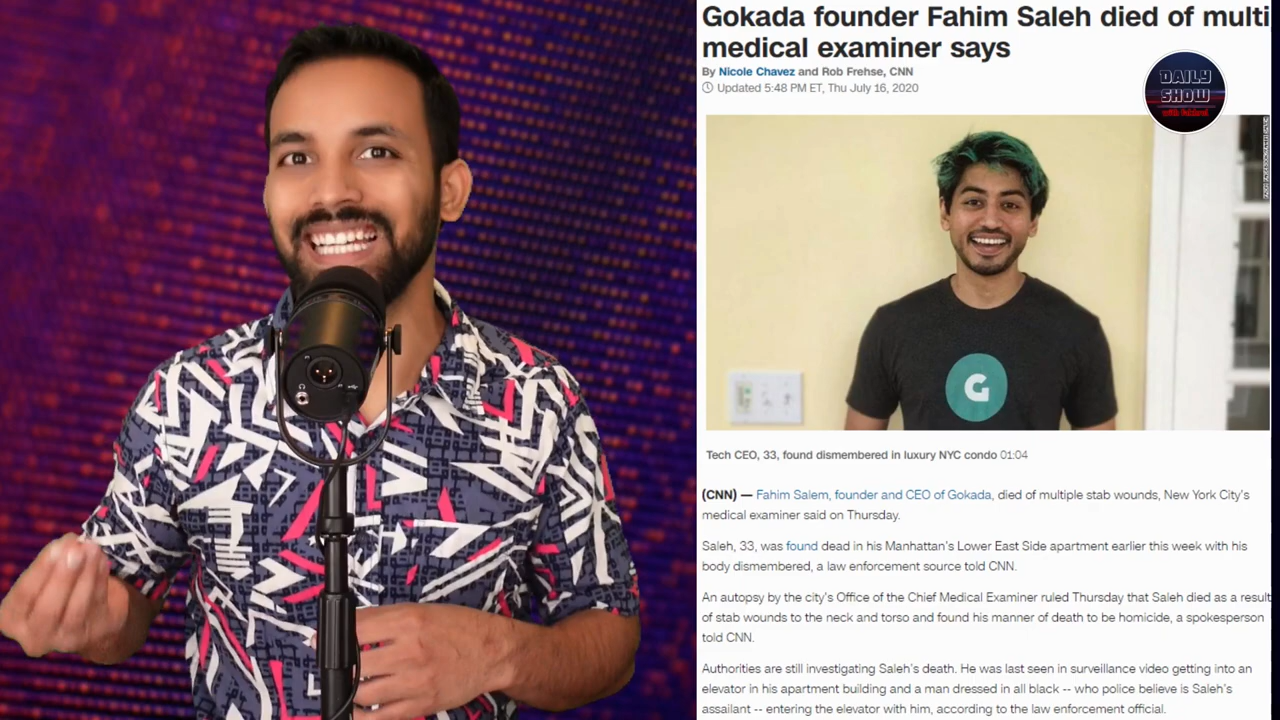 Gokada founder Fahim Saleh died of multi
medical examiner says
By Nicole Chavez and Rob Frehse, CNN
Updated 5:48 PM ET, Thu July 16, 2020
DAILY
SHOW
G
Tech CEO, 33, found dismembered in luxury NYC condo 01:04
(CNN) — Fahim Salem, founder and CEO of Gokada, died of multiple stab wounds, New York City's
medical examiner said on Thursday.
Saleh, 33, was found dead in his Manhattan's Lower East Side apartment earlier this week with his
body dismembered, a law enforcement source told CNN.
An autopsy by the city's Office of the Chief Medical Examiner ruled Thursday that Saleh died as a result
of stab wounds to the neck and torso and found his manner of death to be homicide, a spokesperson
told CNN.
Authorities are still investigating Saleh's death. He was last seen in surveillance video getting into an
elevator in his apartment building and a man dressed in all black -- who police believe is Saleh's
assailant -- entering the elevator with him, according to the law enforcement official.